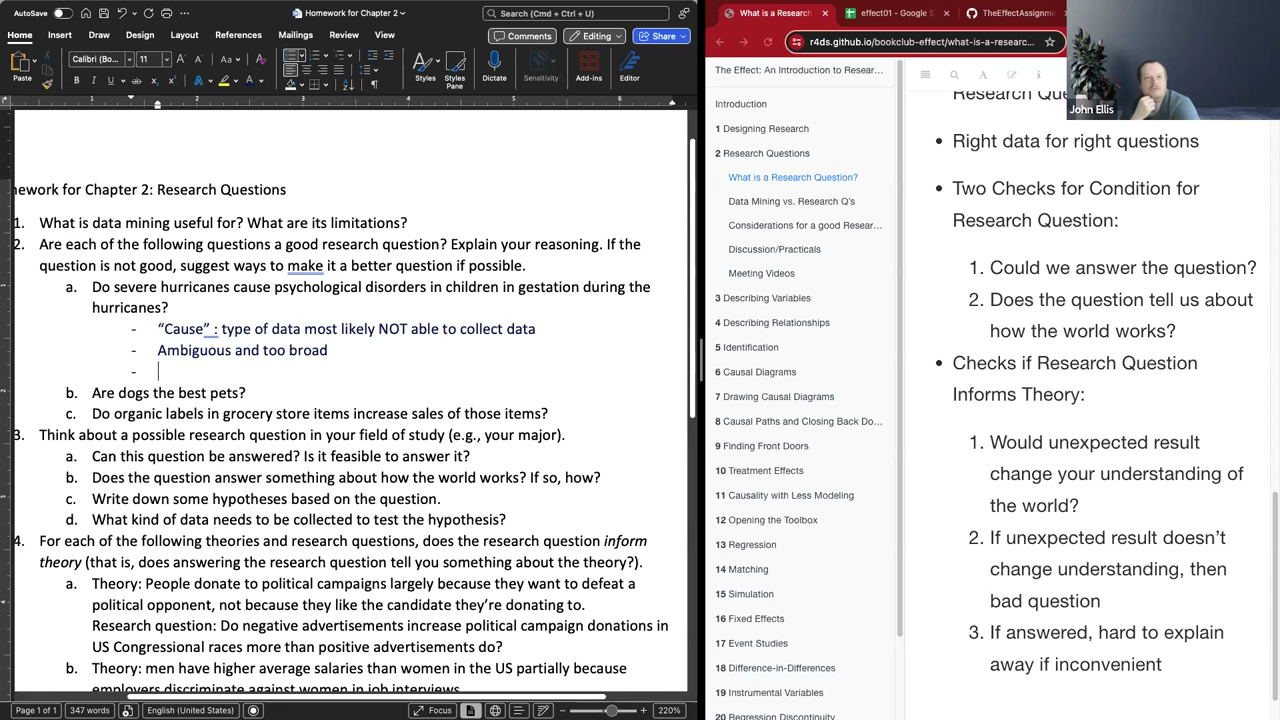 AutoSave
Homework for Chapter 2
Search (Cmd + Ctrl + U)
Home Insert Draw Design Layout References Mailings Review View
Comments Editing Share
Paste
Calibri (Bo... 11
Styles
Styles Pane
Dictate
Sensitivity
Add-ins
Editor
1 2 3 4 5 6
mework for Chapter 2: Research Questions
1. What is data mining useful for? What are its limitations?
2. Are each of the following questions a good research question? Explain your reasoning. If the
question is not good, suggest ways to make it a better question if possible.
a. Do severe hurricanes cause psychological disorders in children in gestation during the
hurricanes?
- “Cause” : type of data most likely NOT able to collect data
- Ambiguous and too broad
-
b. Are dogs the best pets?
c. Do organic labels in grocery store items increase sales of those items?
3. Think about a possible research question in your field of study (e.g., your major).
a. Can this question be answered? Is it feasible to answer it?
b. Does the question answer something about how the world works? If so, how?
c. Write down some hypotheses based on the question.
d. What kind of data needs to be collected to test the hypothesis?
4. For each of the following theories and research questions, does the research question inform
theory (that is, does answering the research question tell you something about the theory?).
a. Theory: People donate to political campaigns largely because they want to defeat a
political opponent, not because they like the candidate they’re donating to.
Research question: Do negative advertisements increase political campaign donations in
US Congressional races more than positive advertisements do?
b. Theory: men have higher average salaries than women in the US partially because
employers discriminate against women in job interviews.
Page 1 of 1 347 words English (United States) Focus 220%
What is a Research
effect01 - Google S
TheEffectAssignme
r4ds.github.io/bookclub-effect/what-is-a-researc...
The Effect: An Introduction to Resear...
Introduction
1 Designing Research
2 Research Questions
What is a Research Question?
Data Mining vs. Research Q’s
Considerations for a good Resear...
Discussion/Practicals
Meeting Videos
3 Describing Variables
4 Describing Relationships
5 Identification
6 Causal Diagrams
7 Drawing Causal Diagrams
8 Causal Paths and Closing Back Do...
9 Finding Front Doors
10 Treatment Effects
11 Causality with Less Modeling
12 Opening the Toolbox
13 Regression
14 Matching
15 Simulation
16 Fixed Effects
17 Event Studies
18 Difference-in-Differences
19 Instrumental Variables
20 Regression Discontinuity
Research Que
• Right data for right questions
• Two Checks for Condition for
Research Question:
1. Could we answer the question?
2. Does the question tell us about
how the world works?
• Checks if Research Question
Informs Theory:
1. Would unexpected result
change your understanding of
the world?
2. If unexpected result doesn’t
change understanding, then
bad question
3. If answered, hard to explain
away if inconvenient
John Ellis